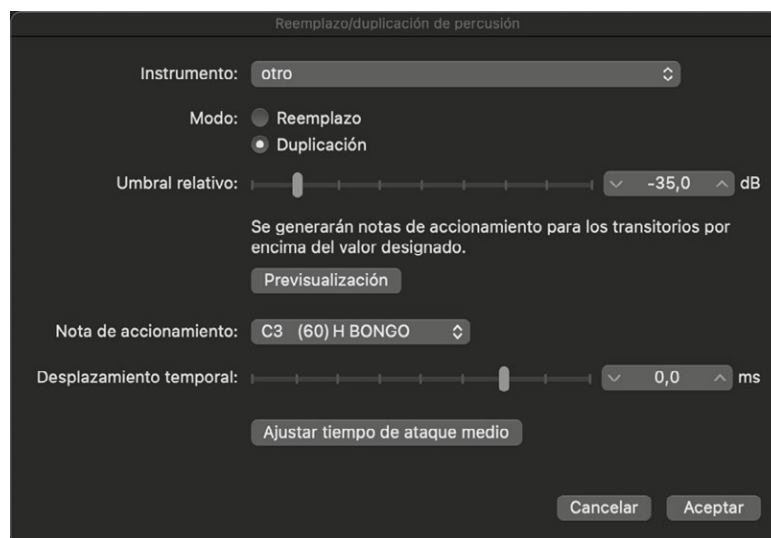 Reemplazo/duplicación de percusión
Instrumento: otro
Modo: Reemplazo
Duplicación
Umbral relativo: -35,0 dB
Se generarán notas de accionamiento para los transitorios por
encima del valor designado.
Previsualización
Nota de accionamiento: C3 (60) H BONGO
Desplazamiento temporal: 0,0 ms
Ajustar tiempo de ataque medio
Cancelar Aceptar